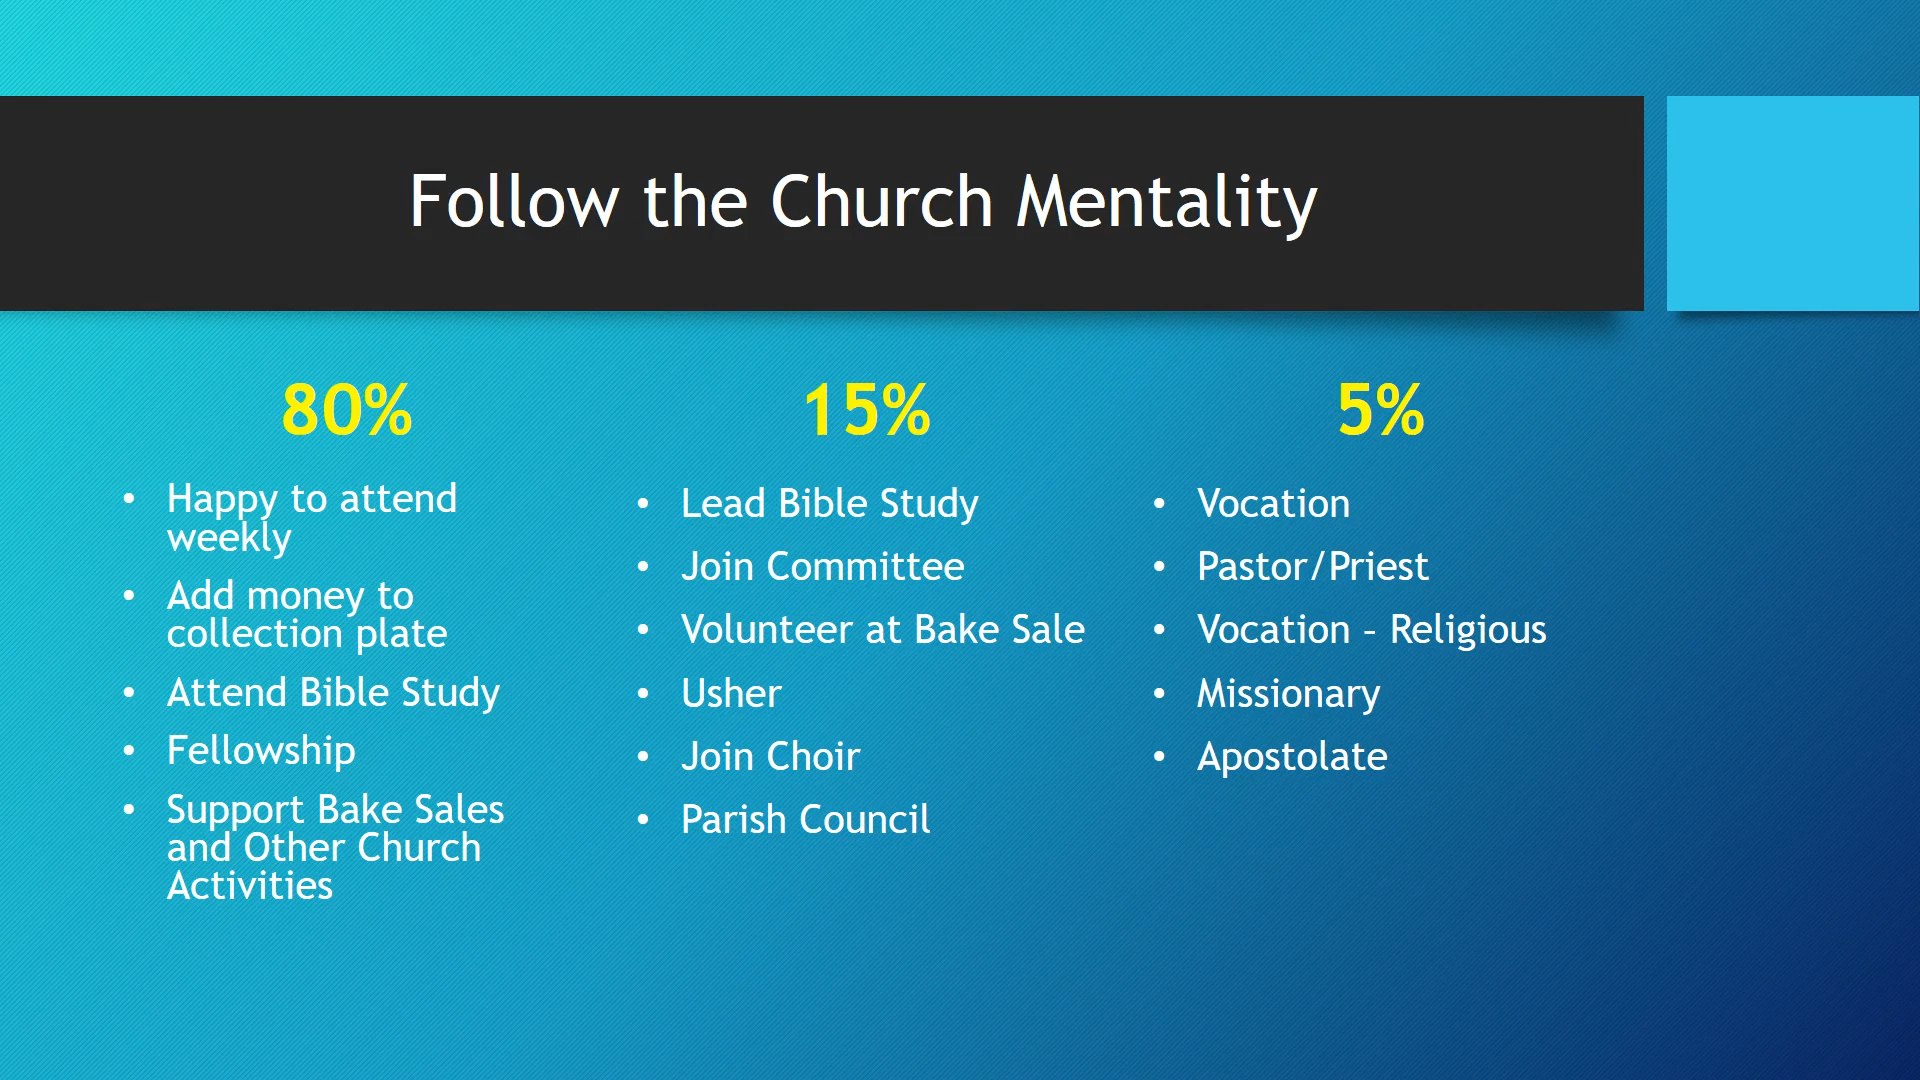 Follow the Church Mentality
80%
• Happy to attend
weekly
• Add money to
collection plate
• Attend Bible Study
• Fellowship
• Support Bake Sales
and Other Church
Activities
15%
• Lead Bible Study
• Join Committee
• Volunteer at Bake Sale
• Usher
• Join Choir
• Parish Council
5%
• Vocation
• Pastor/Priest
• Vocation – Religious
• Missionary
• Apostolate